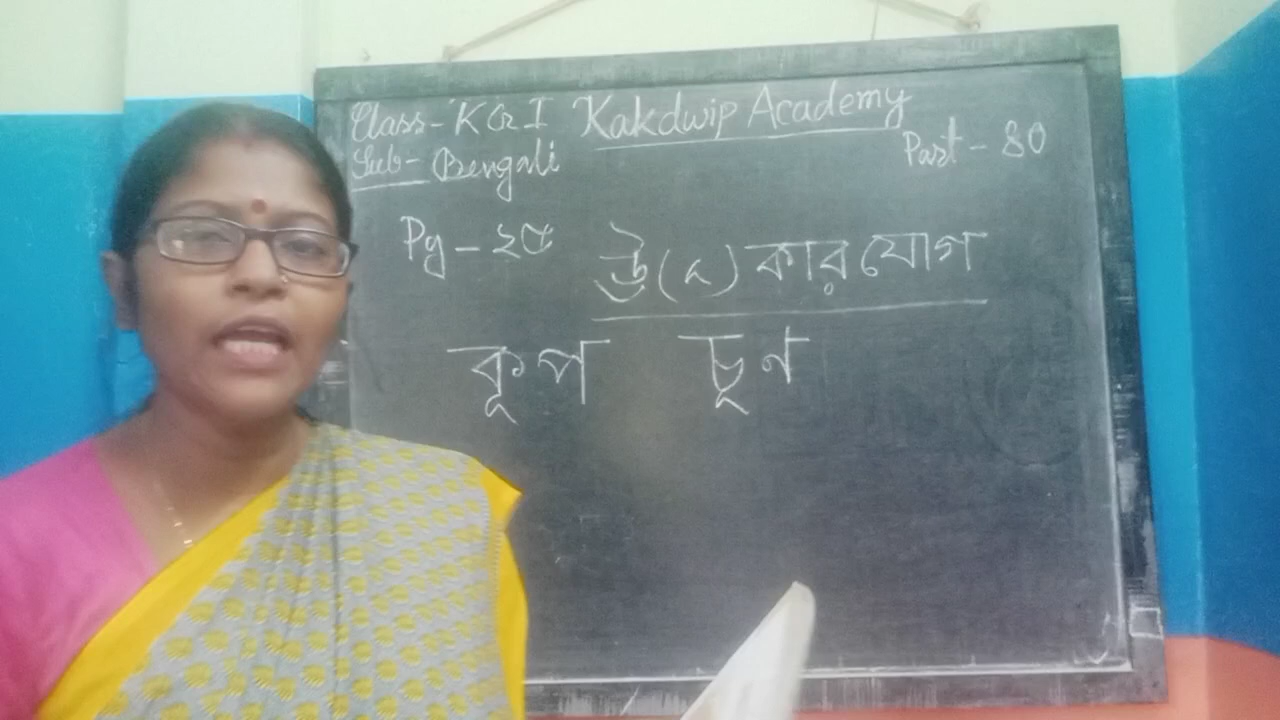 Class - KG I Kakdwip Academy
Sub - Bengali Part - 80
Pg - ২৫ ঊ ( ূ ) কার যোগ
কূপ চূণ